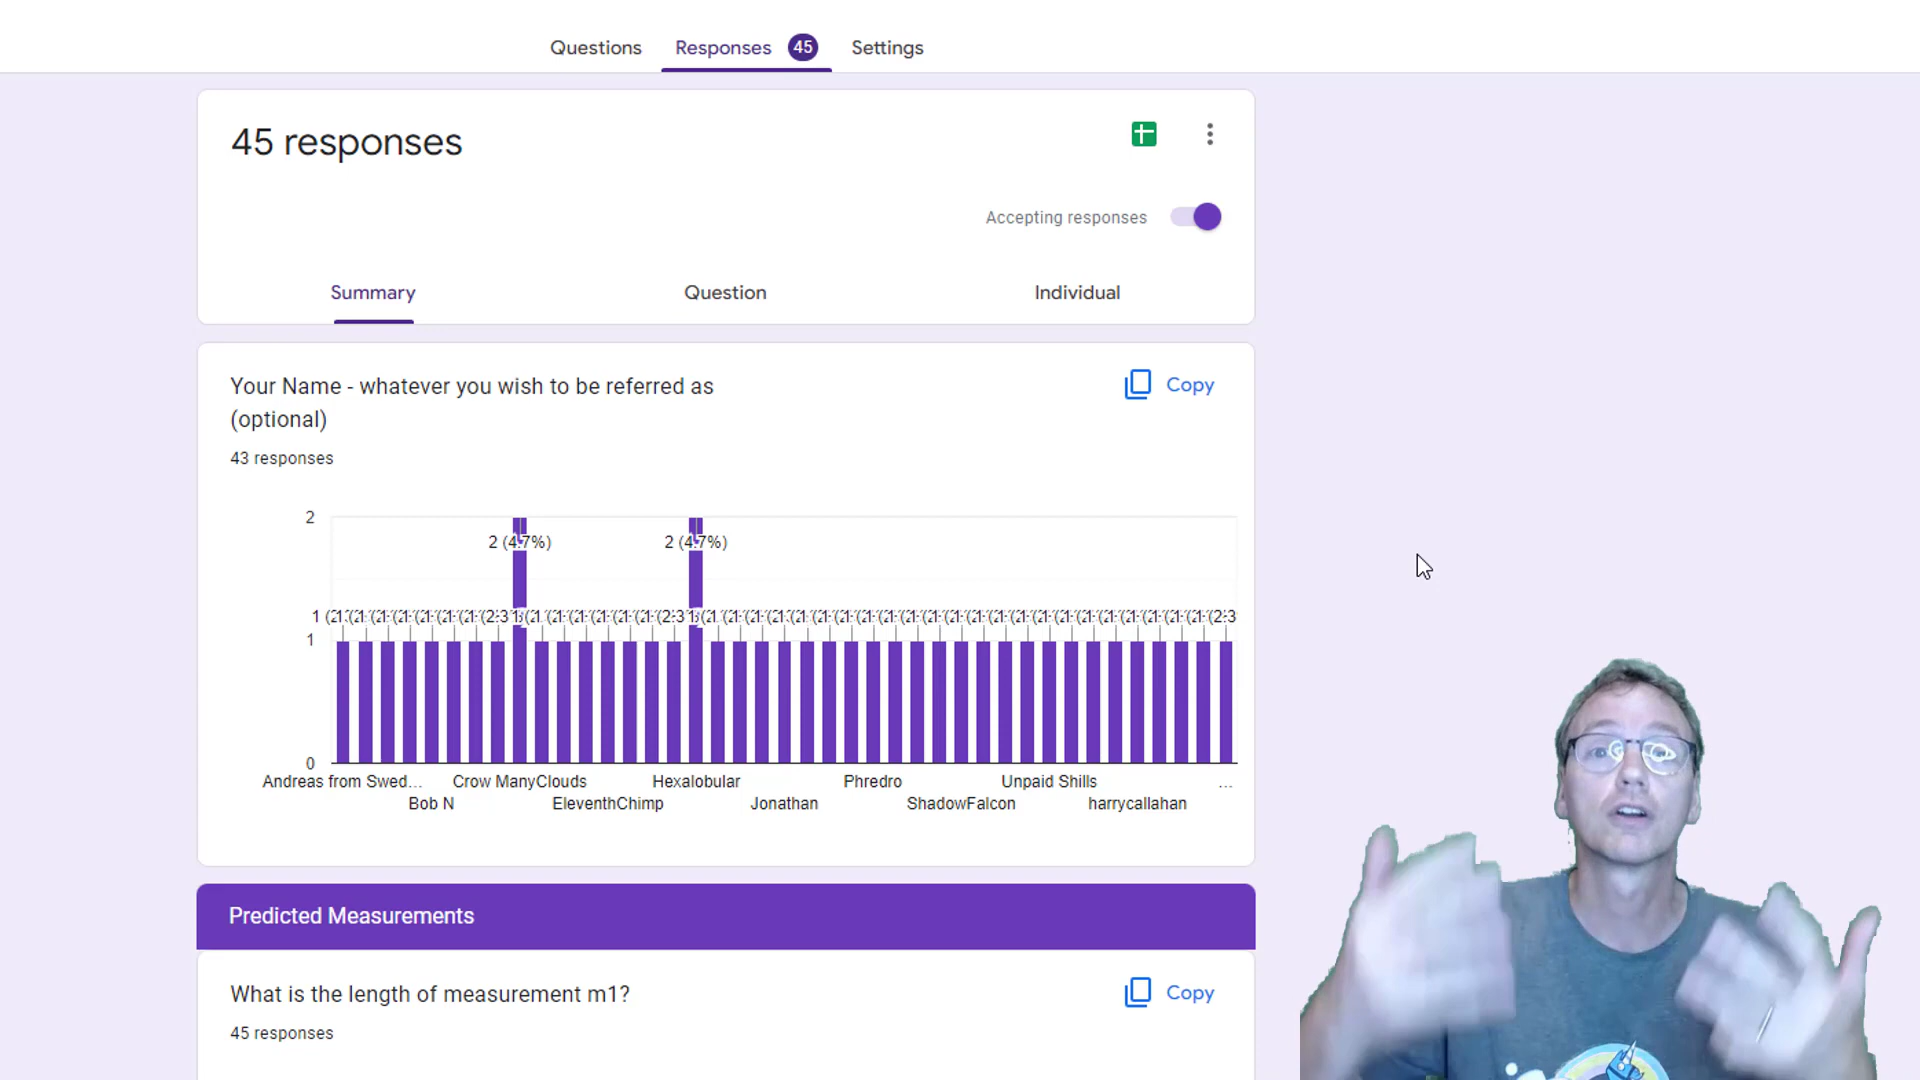 Questions
Responses 45
Settings
45 responses
Accepting responses
Summary
Question
Individual
Your Name - whatever you wish to be referred as
(optional)
43 responses
Copy
2
2 (4.7%)
2 (4.7%)
1
0
Andreas from Swed...
Crow ManyClouds
Hexalobular
Phredro
Unpaid Shills
...
Bob N
EleventhChimp
Jonathan
ShadowFalcon
harrycallahan
Predicted Measurements
What is the length of measurement m1?
45 responses
Copy